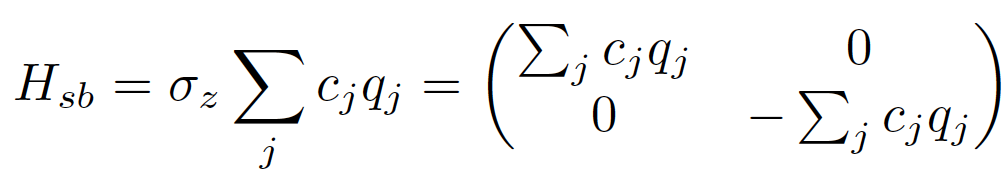 $H_{sb} = \sigma_z \sum_j c_j q_j = \begin{pmatrix} \sum_j c_j q_j & 0 \\ 0 & -\sum_j c_j q_j \end{pmatrix}$